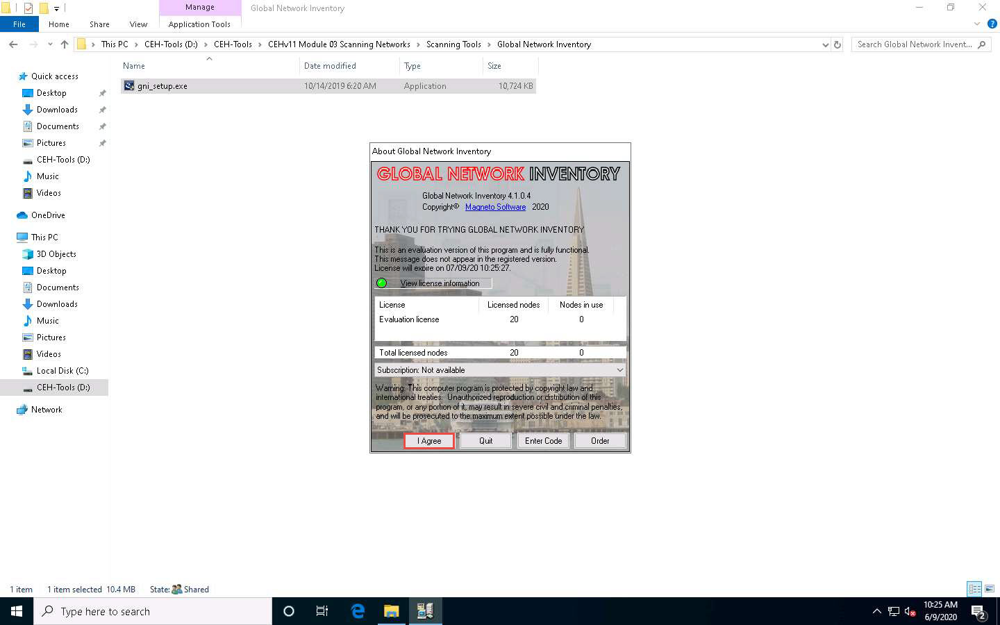 Manage
Global Network Inventory
File
Home
Share
View
Application Tools
This PC
CEH-Tools (D:)
CEH-Tools
CEHv11 Module 03 Scanning Networks
Scanning Tools
Global Network Inventory
Search Global Network Invent...
Name
Date modified
Type
Size
gni_setup.exe
10/14/2019 6:20 AM
Application
10,724 KB
Quick access
Desktop
Downloads
Documents
Pictures
CEH-Tools (D:)
Music
Videos
OneDrive
This PC
3D Objects
Desktop
Documents
Downloads
Music
Pictures
Videos
Local Disk (C:)
CEH-Tools (D:)
Network
About Global Network Inventory
GLOBAL NETWORK INVENTORY
Global Network Inventory 4.1.0.4
Copyright© Magneto Software 2020
THANK YOU FOR TRYING GLOBAL NETWORK INVENTORY
This is an evaluation version of this program and is fully functional.
This message does not appear in the registered version.
License will expire on 07/09/20 10:25:27.
View license information
License Licensed nodes Nodes in use
Evaluation license 20 0
Total licensed nodes 20 0
Subscription: Not available
Warning: This computer program is protected by copyright law and
international treaties. Unauthorized reproduction or distribution of this
program, or any portion of it, may result in severe civil and criminal penalties,
and will be prosecuted to the maximum extent possible under the law.
I Agree
Quit
Enter Code
Order
1 item
1 item selected 10.4 MB
State: Shared
Type here to search
10:25 AM
6/9/2020
2